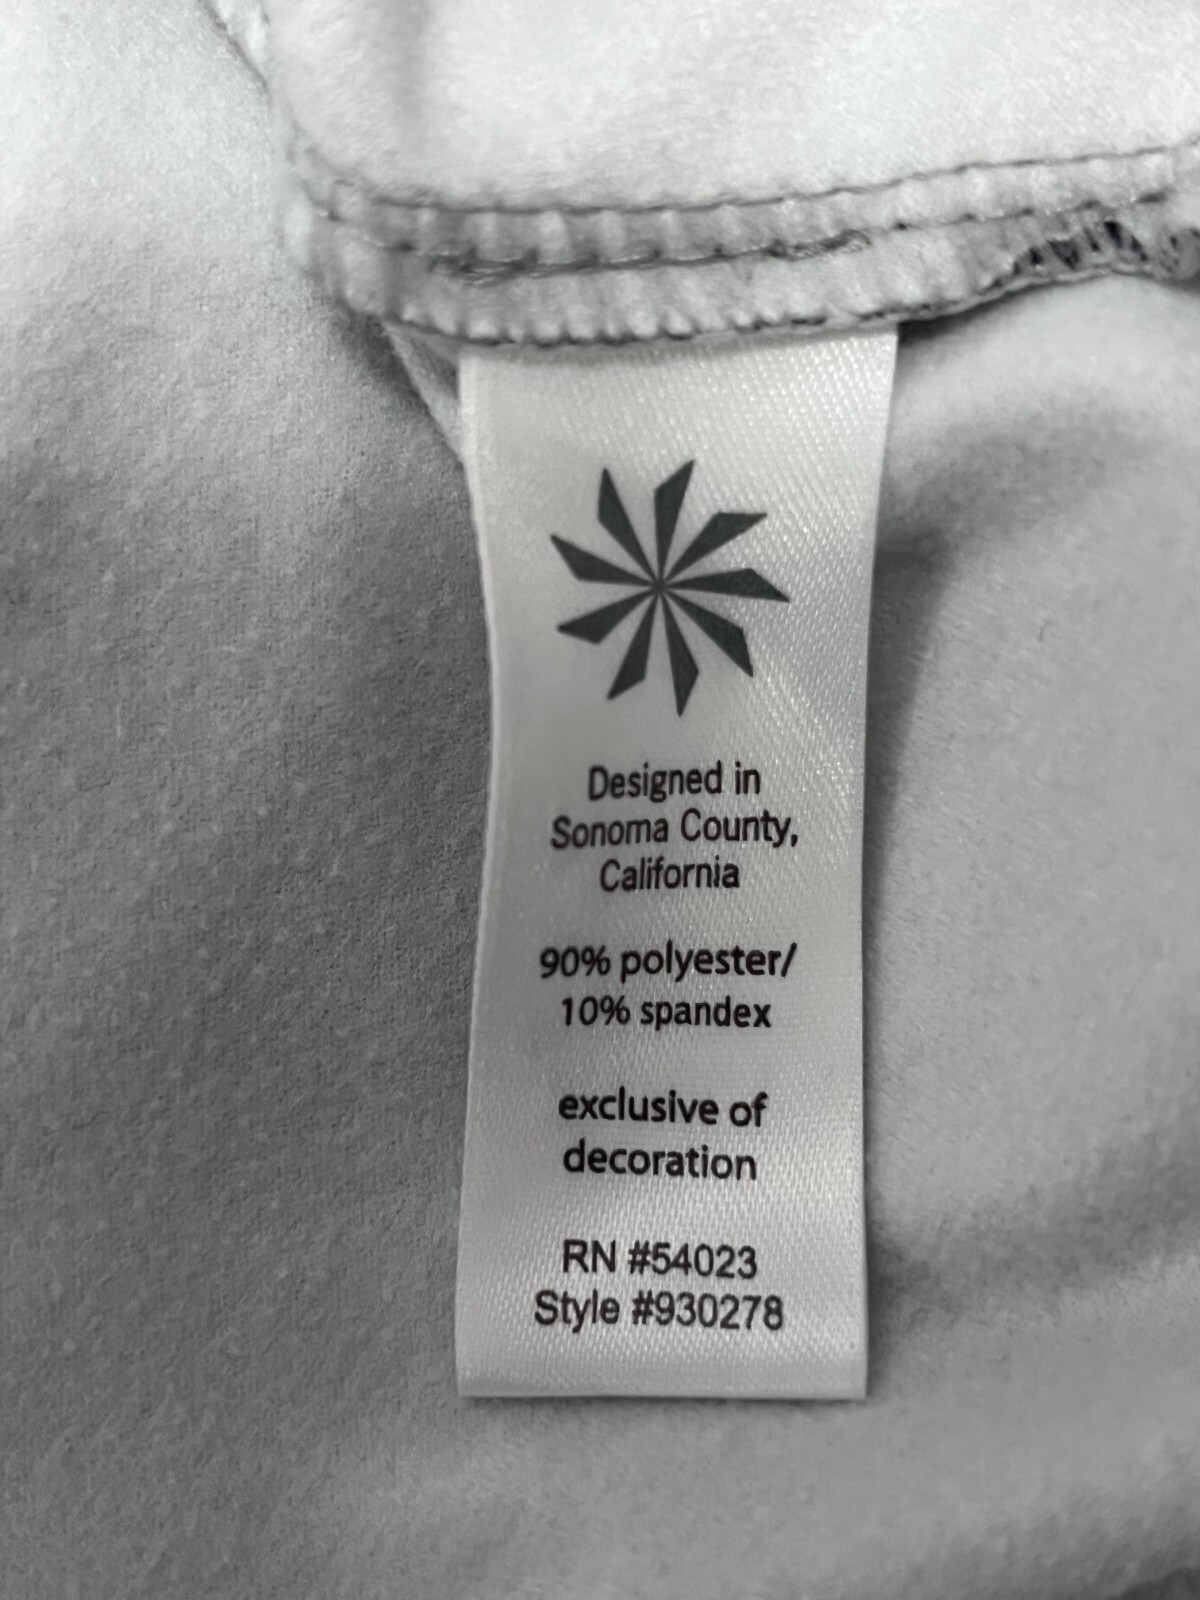 Designed in
Sonoma County,
California
90% polyester/
10% spandex
exclusive of
decoration
RN #54023
Style #930278